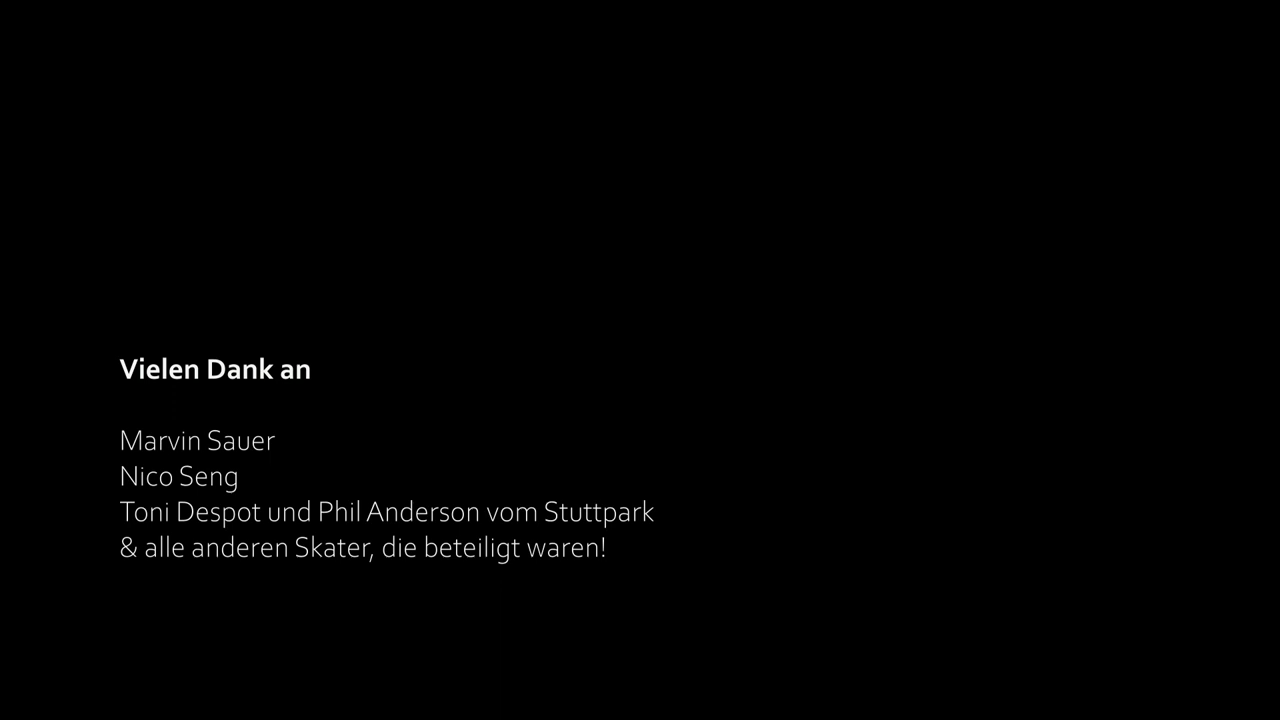 Vielen Dank an
Marvin Sauer
Nico Seng
Toni Despot und Phil Anderson vom Stuttpark
& alle anderen Skater, die beteiligt waren!